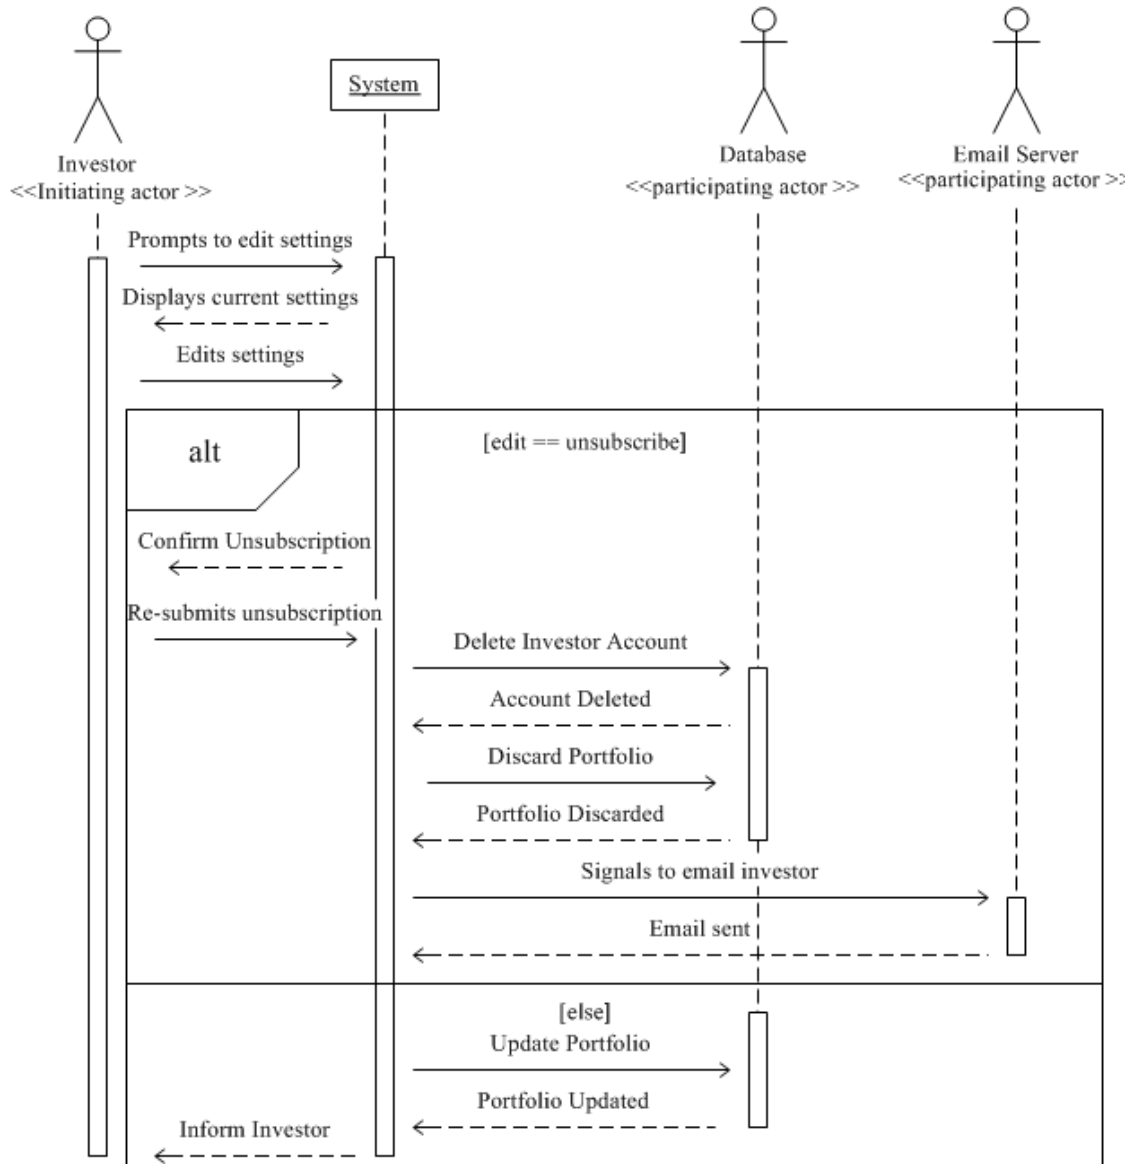 System
Investor
<<Initiating actor >>
Database
<<participating actor >>
Email Server
<<participating actor >>
Prompts to edit settings
Displays current settings
Edits settings
alt
[edit == unsubscribe]
Confirm Unsubscription
Re-submits unsubscription
Delete Investor Account
Account Deleted
Discard Portfolio
Portfolio Discarded
Signals to email investor
Email sent
[else]
Update Portfolio
Portfolio Updated
Inform Investor